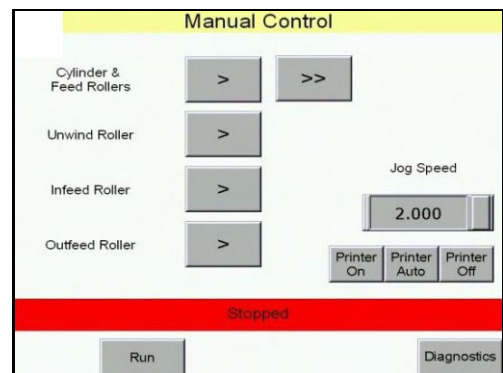 Manual Control
Cylinder &
Feed Rollers
>
>>
Unwind Roller
>
Infeed Roller
>
Outfeed Roller
>
Jog Speed
2.000
Printer
On
Printer
Auto
Printer
Off
Stopped
Run
Diagnostics